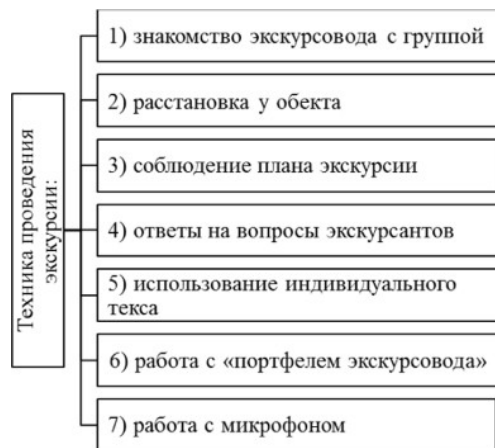 Техника проведения
экскурсии:
1) знакомство экскурсовода с группой
2) расстановка у обекта
3) соблюдение плана экскурсии
4) ответы на вопросы экскурсантов
5) использование индивидуального
текса
6) работа с «портфелем экскурсовода»
7) работа с микрофоном